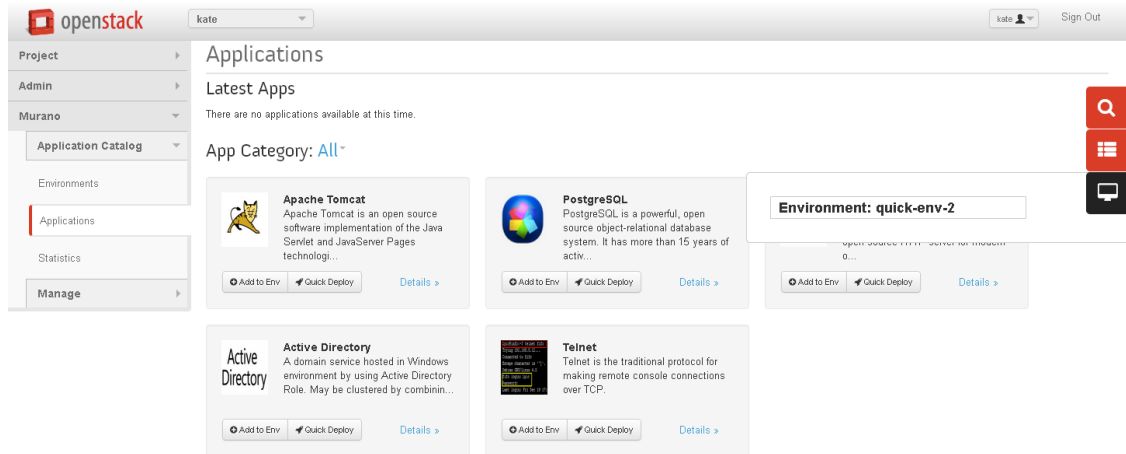 openstack
kate
kate
Sign Out
Project
Admin
Murano
Application Catalog
Environments
Applications
Statistics
Manage
Applications
Latest Apps
There are no applications available at this time.
App Category: All
Apache Tomcat
Apache Tomcat is an open source
software implementation of the Java
Servlet and JavaServer Pages
technologi...
Add to Env
Quick Deploy
Details »
PostgreSQL
PostgreSQL is a powerful, open
source object-relational database
system. It has more than 15 years of
activ...
Add to Env
Quick Deploy
Details »
Environment: quick-env-2
o...
Add to Env
Quick Deploy
Details »
Active
Directory
Active Directory
A domain service hosted in Windows
environment by using Active Directory
Role. May be clustered by combinin...
Add to Env
Quick Deploy
Details »
Telnet
Telnet is the traditional protocol for
making remote console connections
over TCP.
Add to Env
Quick Deploy
Details »